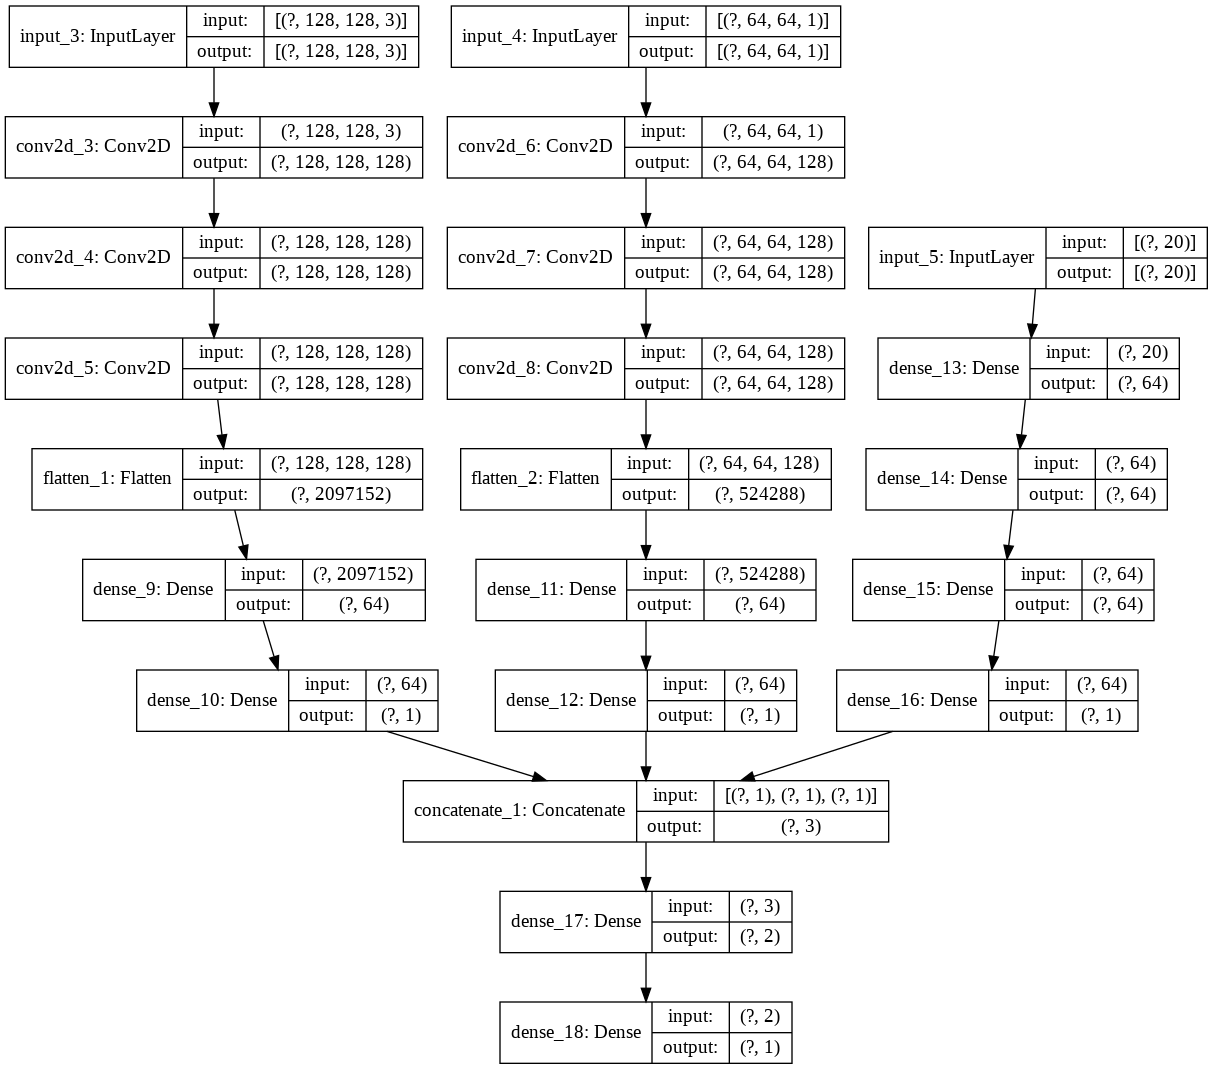 input_3: InputLayer input: [(?, 128, 128, 3)]
output: [(?, 128, 128, 3)]
input_4: InputLayer input: [(?, 64, 64, 1)]
output: [(?, 64, 64, 1)]
conv2d_3: Conv2D input: (?, 128, 128, 3)
output: (?, 128, 128, 128)
conv2d_6: Conv2D input: (?, 64, 64, 1)
output: (?, 64, 64, 128)
conv2d_4: Conv2D input: (?, 128, 128, 128)
output: (?, 128, 128, 128)
conv2d_7: Conv2D input: (?, 64, 64, 128)
output: (?, 64, 64, 128)
input_5: InputLayer input: [(?, 20)]
output: [(?, 20)]
conv2d_5: Conv2D input: (?, 128, 128, 128)
output: (?, 128, 128, 128)
conv2d_8: Conv2D input: (?, 64, 64, 128)
output: (?, 64, 64, 128)
dense_13: Dense input: (?, 20)
output: (?, 64)
flatten_1: Flatten input: (?, 128, 128, 128)
output: (?, 2097152)
flatten_2: Flatten input: (?, 64, 64, 128)
output: (?, 524288)
dense_14: Dense input: (?, 64)
output: (?, 64)
dense_9: Dense input: (?, 2097152)
output: (?, 64)
dense_11: Dense input: (?, 524288)
output: (?, 64)
dense_15: Dense input: (?, 64)
output: (?, 64)
dense_10: Dense input: (?, 64)
output: (?, 1)
dense_12: Dense input: (?, 64)
output: (?, 1)
dense_16: Dense input: (?, 64)
output: (?, 1)
concatenate_1: Concatenate input: [(?, 1), (?, 1), (?, 1)]
output: (?, 3)
dense_17: Dense input: (?, 3)
output: (?, 2)
dense_18: Dense input: (?, 2)
output: (?, 1)